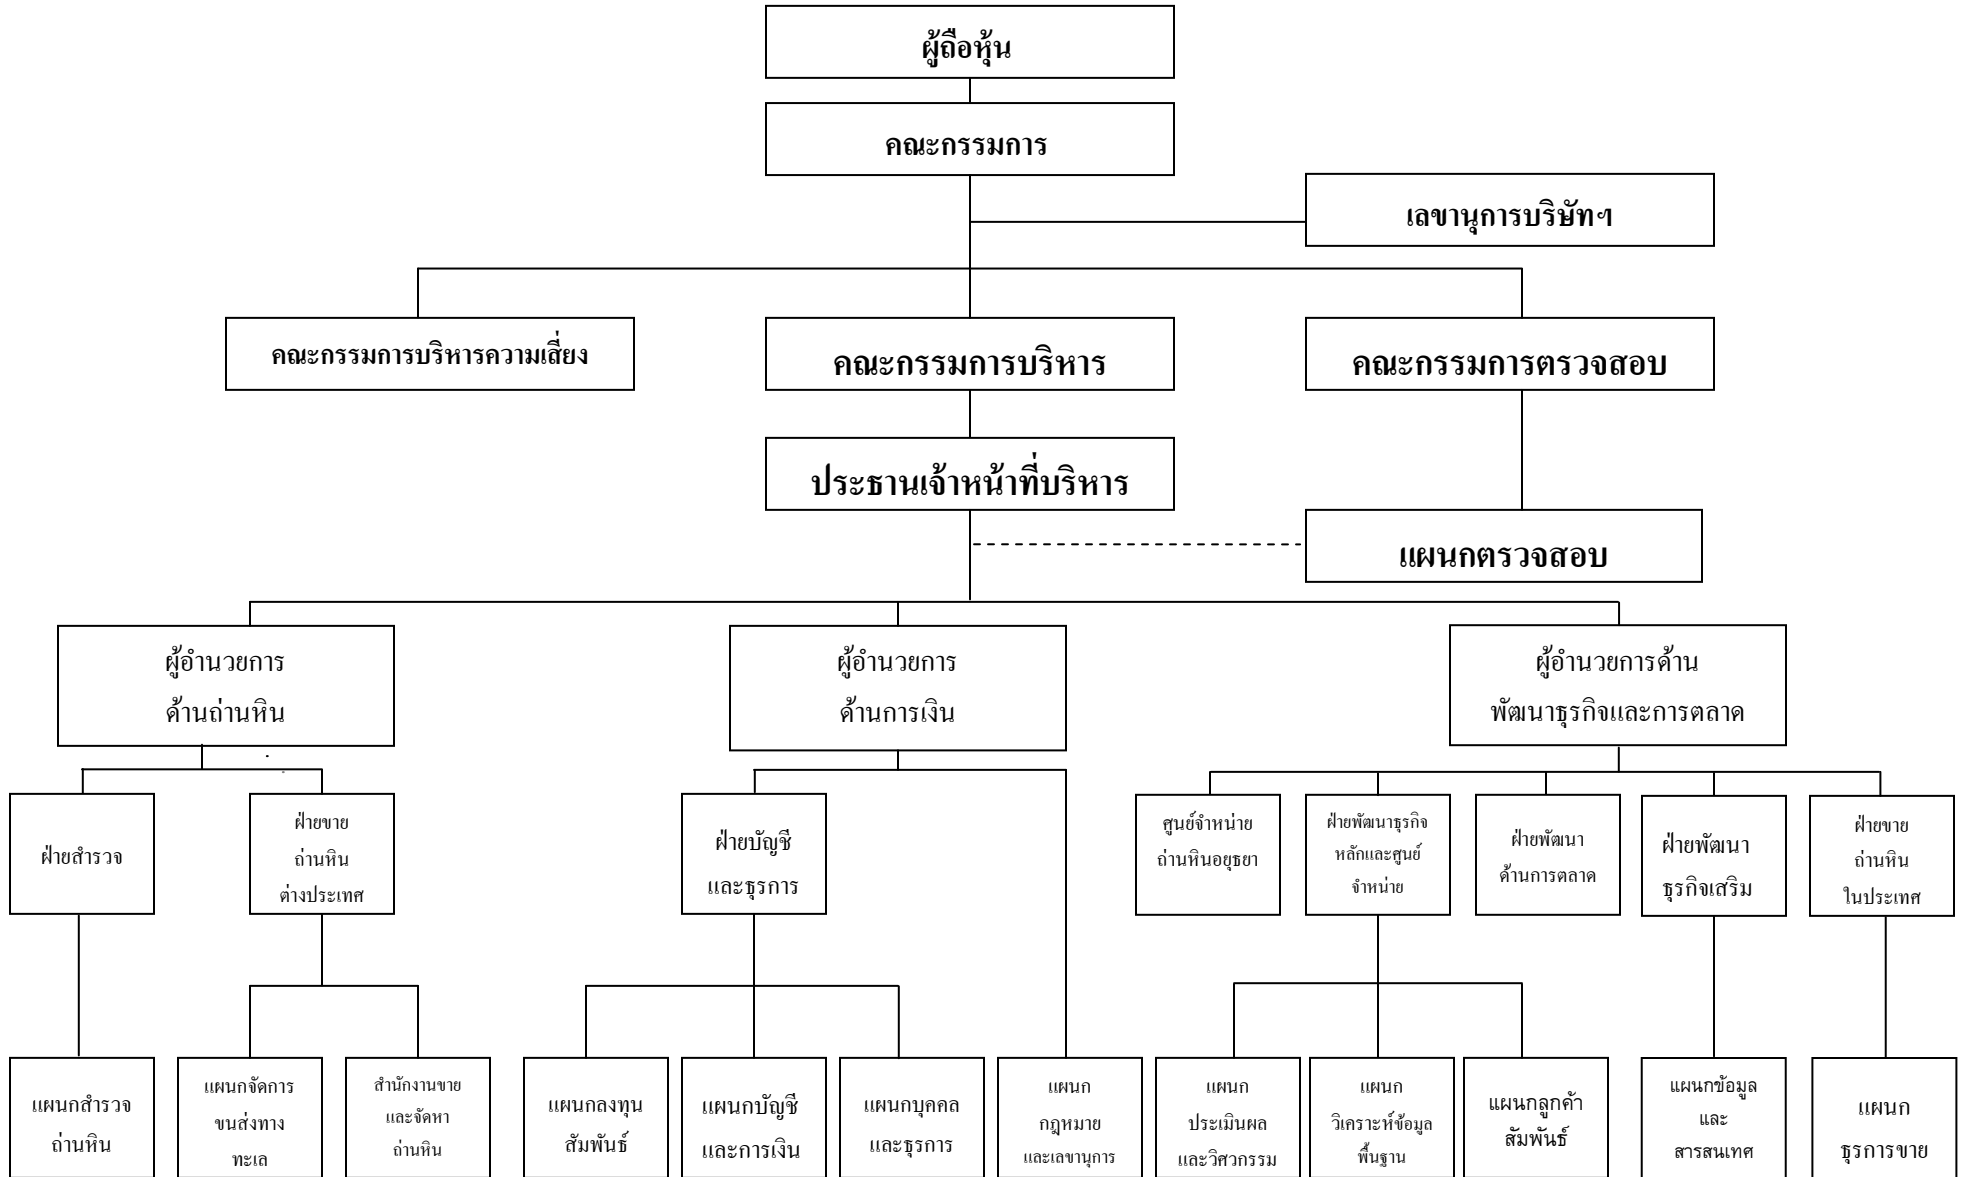 ผู้ถือหุ้น
คณะกรรมการ
เลขานุการบริษัทฯ
คณะกรรมการบริหารความเสี่ยง
คณะกรรมการบริหาร
คณะกรรมการตรวจสอบ
ประธานเจ้าหน้าที่บริหาร
แผนกตรวจสอบ
ผู้อำนวยการ
ด้านถ่านหิน
ผู้อำนวยการ
ด้านการเงิน
ผู้อำนวยการด้าน
พัฒนาธุรกิจและการตลาด
ฝ่ายสำรวจ
ฝ่ายขาย
ถ่านหิน
ต่างประเทศ
ฝ่ายบัญชี
และธุรการ
ศูนย์จำหน่าย
ถ่านหินอยุธยา
ฝ่ายพัฒนาธุรกิจ
หลักและศูนย์
จำหน่าย
ฝ่ายพัฒนา
ด้านการตลาด
ฝ่ายพัฒนา
ธุรกิจเสริม
ฝ่ายขาย
ถ่านหิน
ในประเทศ
แผนกสำรวจ
ถ่านหิน
แผนกจัดการ
ขนส่งทาง
ทะเล
สำนักงานขาย
และจัดหา
ถ่านหิน
แผนกลงทุน
สัมพันธ์
แผนกบัญชี
และการเงิน
แผนกบุคคล
และธุรการ
แผนก
กฎหมาย
และเลขานุการ
แผนก
ประเมินผล
และวิศวกรรม
แผนก
วิเคราะห์ข้อมูล
พื้นฐาน
แผนกลูกค้า
สัมพันธ์
แผนกข้อมูล
และ
สารสนเทศ
แผนก
ธุรการขาย